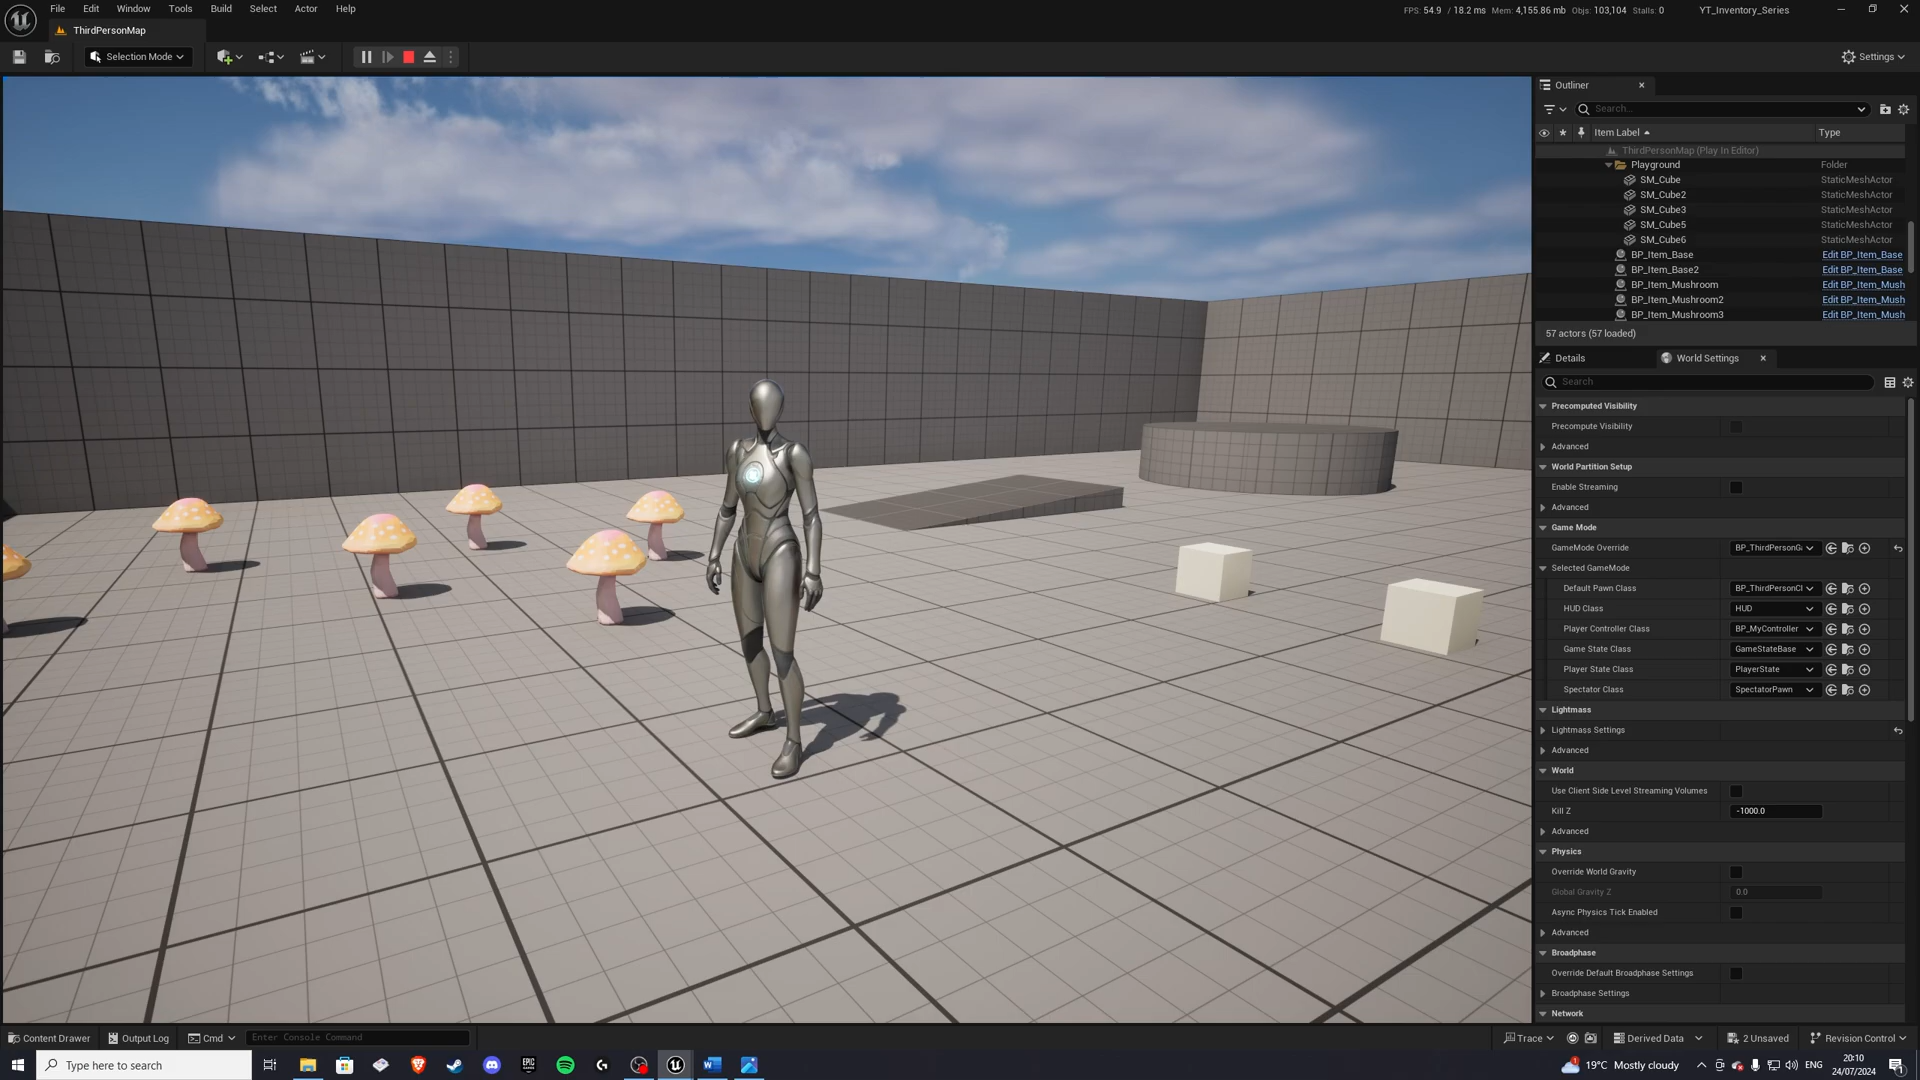 File Edit Window Tools Build Select Actor Help
FPS: 54.9 / 18.2 ms Mem: 4,155.86 mb Objs: 103,104 Stalls: 0 YT_Inventory_Series
ThirdPersonMap
Selection Mode
Settings
Outliner
Search...
Item Label Type
ThirdPersonMap (Play In Editor)
Playground Folder
SM_Cube StaticMeshActor
SM_Cube2 StaticMeshActor
SM_Cube3 StaticMeshActor
SM_Cube5 StaticMeshActor
SM_Cube6 StaticMeshActor
BP_Item_Base Edit BP_Item_Base
BP_Item_Base2 Edit BP_Item_Base
BP_Item_Mushroom Edit BP_Item_Mush
BP_Item_Mushroom2 Edit BP_Item_Mush
BP_Item_Mushroom3 Edit BP_Item_Mush
57 actors (57 loaded)
Details World Settings
Search
Precomputed Visibility
Precompute Visibility
Advanced
World Partition Setup
Enable Streaming
Advanced
Game Mode
GameMode Override BP_ThirdPersonG
Selected GameMode
Default Pawn Class BP_ThirdPersonCl
HUD Class HUD
Player Controller Class BP_MyController
Game State Class GameStateBase
Player State Class PlayerState
Spectator Class SpectatorPawn
Lightmass
Lightmass Settings
Advanced
World
Use Client Side Level Streaming Volumes
Kill Z -1000.0
Advanced
Physics
Override World Gravity
Global Gravity Z 0.0
Async Physics Tick Enabled
Advanced
Broadphase
Override Default Broadphase Settings
Broadphase Settings
Network
Content Drawer Output Log Cmd Enter Console Command Trace Derived Data 2 Unsaved Revision Control
Type here to search EPIC GAMES W 19°C Mostly cloudy ENG 20:10
24/07/2024